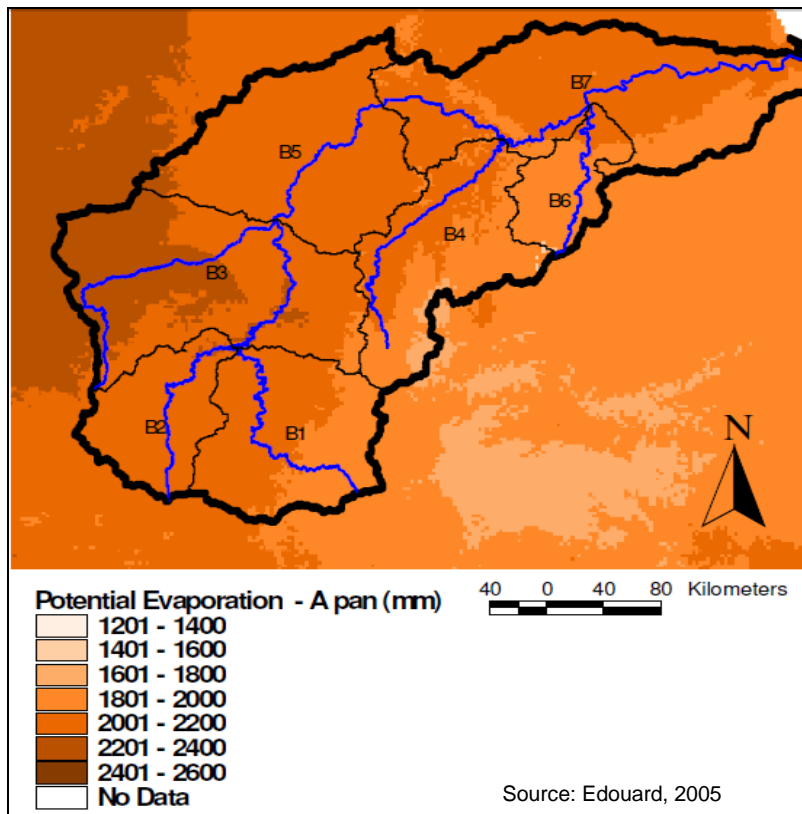 B7
B5
B6
B4
B3
B2
B1
N
Potential Evaporation - A pan (mm)
40 0 40 80 Kilometers
1201 - 1400
1401 - 1600
1601 - 1800
1801 - 2000
2001 - 2200
2201 - 2400
2401 - 2600
No Data
Source: Edouard, 2005